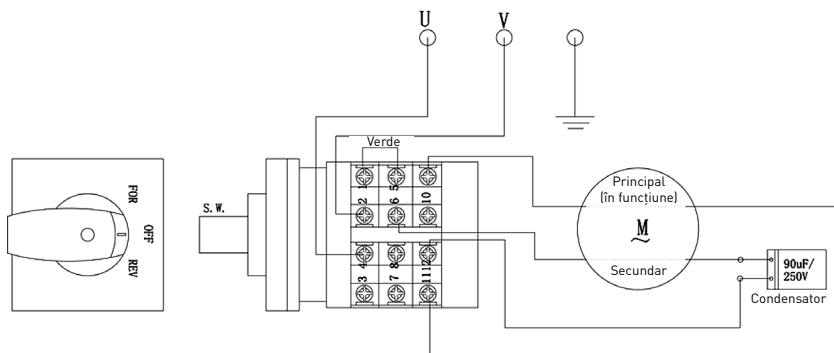 U V
Verde
FOR
OFF
REV
S.W.
1 5
2 6 10
4 8 12
3 7 11
Principal
(în funcțiune)
M
~
Secundar
90uF/
250V
Condensator